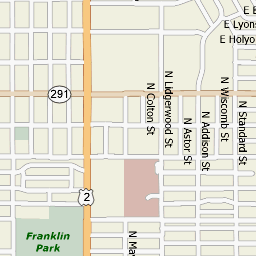 E B
E Lyons
E Holyo
291
N Colton St
N Lidgerwood St
N Astor St
N Addison St
N Wiscomb St
N Standard St
2
Franklin
Park
N Ma